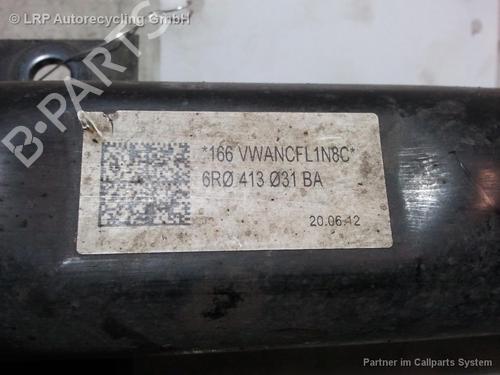 LRP Autorecycling GmbH
B-Parts
*166 VWANCFL1N8C*
6RØ 413 Ø31 BA
20.06.12
Partner im Callparts System